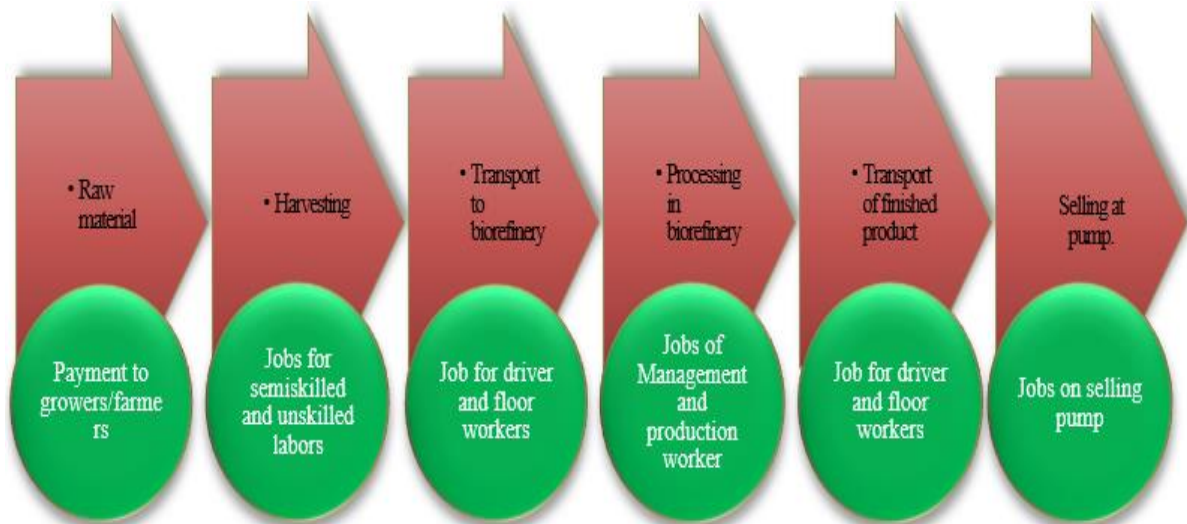 • Raw
material
• Harvesting
• Transport
to
biorefinery
• Processing
in
biorefinery
• Transport
of finished
product
Selling at
pump.
Payment to
growers/farme
rs
Jobs for
semiskilled
and unskilled
labors
Job for driver
and floor
workers
Jobs of
Management
and
production
worker
Job for driver
and floor
workers
Jobs on selling
pump